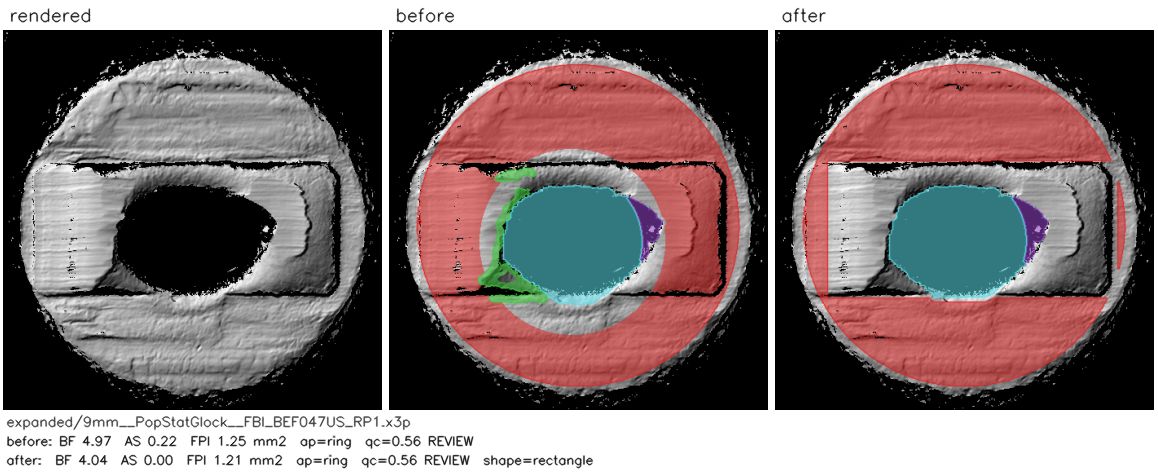 rendered
before
after
expanded/9mm__PopStatGlock__FBI_BEF047US_RP1.x3p
before: BF 4.97 AS 0.22 FPI 1.25 mm2 ap=ring qc=0.56 REVIEW
after: BF 4.04 AS 0.00 FPI 1.21 mm2 ap=ring qc=0.56 REVIEW shape=rectangle